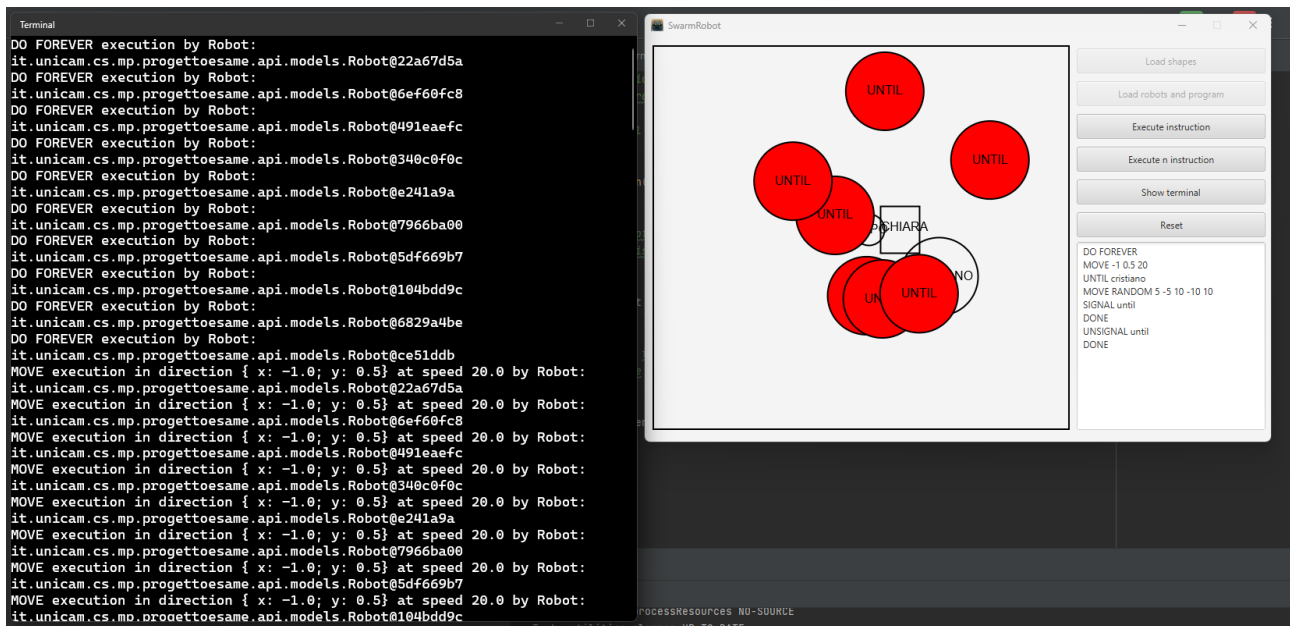 Terminal
DO FOREVER execution by Robot:
it.unicam.cs.mp.progettoesame.api.models.Robot@22a67d5a
DO FOREVER execution by Robot:
it.unicam.cs.mp.progettoesame.api.models.Robot@6ef60fc8
DO FOREVER execution by Robot:
it.unicam.cs.mp.progettoesame.api.models.Robot@491eaefc
DO FOREVER execution by Robot:
it.unicam.cs.mp.progettoesame.api.models.Robot@340c0f0c
DO FOREVER execution by Robot:
it.unicam.cs.mp.progettoesame.api.models.Robot@e241a9a
DO FOREVER execution by Robot:
it.unicam.cs.mp.progettoesame.api.models.Robot@7966ba00
DO FOREVER execution by Robot:
it.unicam.cs.mp.progettoesame.api.models.Robot@5df669b7
DO FOREVER execution by Robot:
it.unicam.cs.mp.progettoesame.api.models.Robot@104bdd9c
DO FOREVER execution by Robot:
it.unicam.cs.mp.progettoesame.api.models.Robot@6829a4be
DO FOREVER execution by Robot:
it.unicam.cs.mp.progettoesame.api.models.Robot@ce51ddb
MOVE execution in direction { x: -1.0; y: 0.5} at speed 20.0 by Robot:
it.unicam.cs.mp.progettoesame.api.models.Robot@22a67d5a
MOVE execution in direction { x: -1.0; y: 0.5} at speed 20.0 by Robot:
it.unicam.cs.mp.progettoesame.api.models.Robot@6ef60fc8
MOVE execution in direction { x: -1.0; y: 0.5} at speed 20.0 by Robot:
it.unicam.cs.mp.progettoesame.api.models.Robot@491eaefc
MOVE execution in direction { x: -1.0; y: 0.5} at speed 20.0 by Robot:
it.unicam.cs.mp.progettoesame.api.models.Robot@340c0f0c
MOVE execution in direction { x: -1.0; y: 0.5} at speed 20.0 by Robot:
it.unicam.cs.mp.progettoesame.api.models.Robot@e241a9a
MOVE execution in direction { x: -1.0; y: 0.5} at speed 20.0 by Robot:
it.unicam.cs.mp.progettoesame.api.models.Robot@7966ba00
MOVE execution in direction { x: -1.0; y: 0.5} at speed 20.0 by Robot:
it.unicam.cs.mp.progettoesame.api.models.Robot@5df669b7
MOVE execution in direction { x: -1.0; y: 0.5} at speed 20.0 by Robot:
it.unicam.cs.mp.progettoesame.api.models.Robot@104bdd9c
SwarmRobot
UNTIL
UNTIL
UNTIL
UNTIL
CHIARA
NO
UN
UNTIL
Load shapes
Load robots and program
Execute instruction
Execute n instruction
Show terminal
Reset
DO FOREVER
MOVE -1 0.5 20
UNTIL cristiano
MOVE RANDOM 5 -5 10 -10 10
SIGNAL until
DONE
UNSIGNAL until
DONE
rocessResources NO-SOURCE